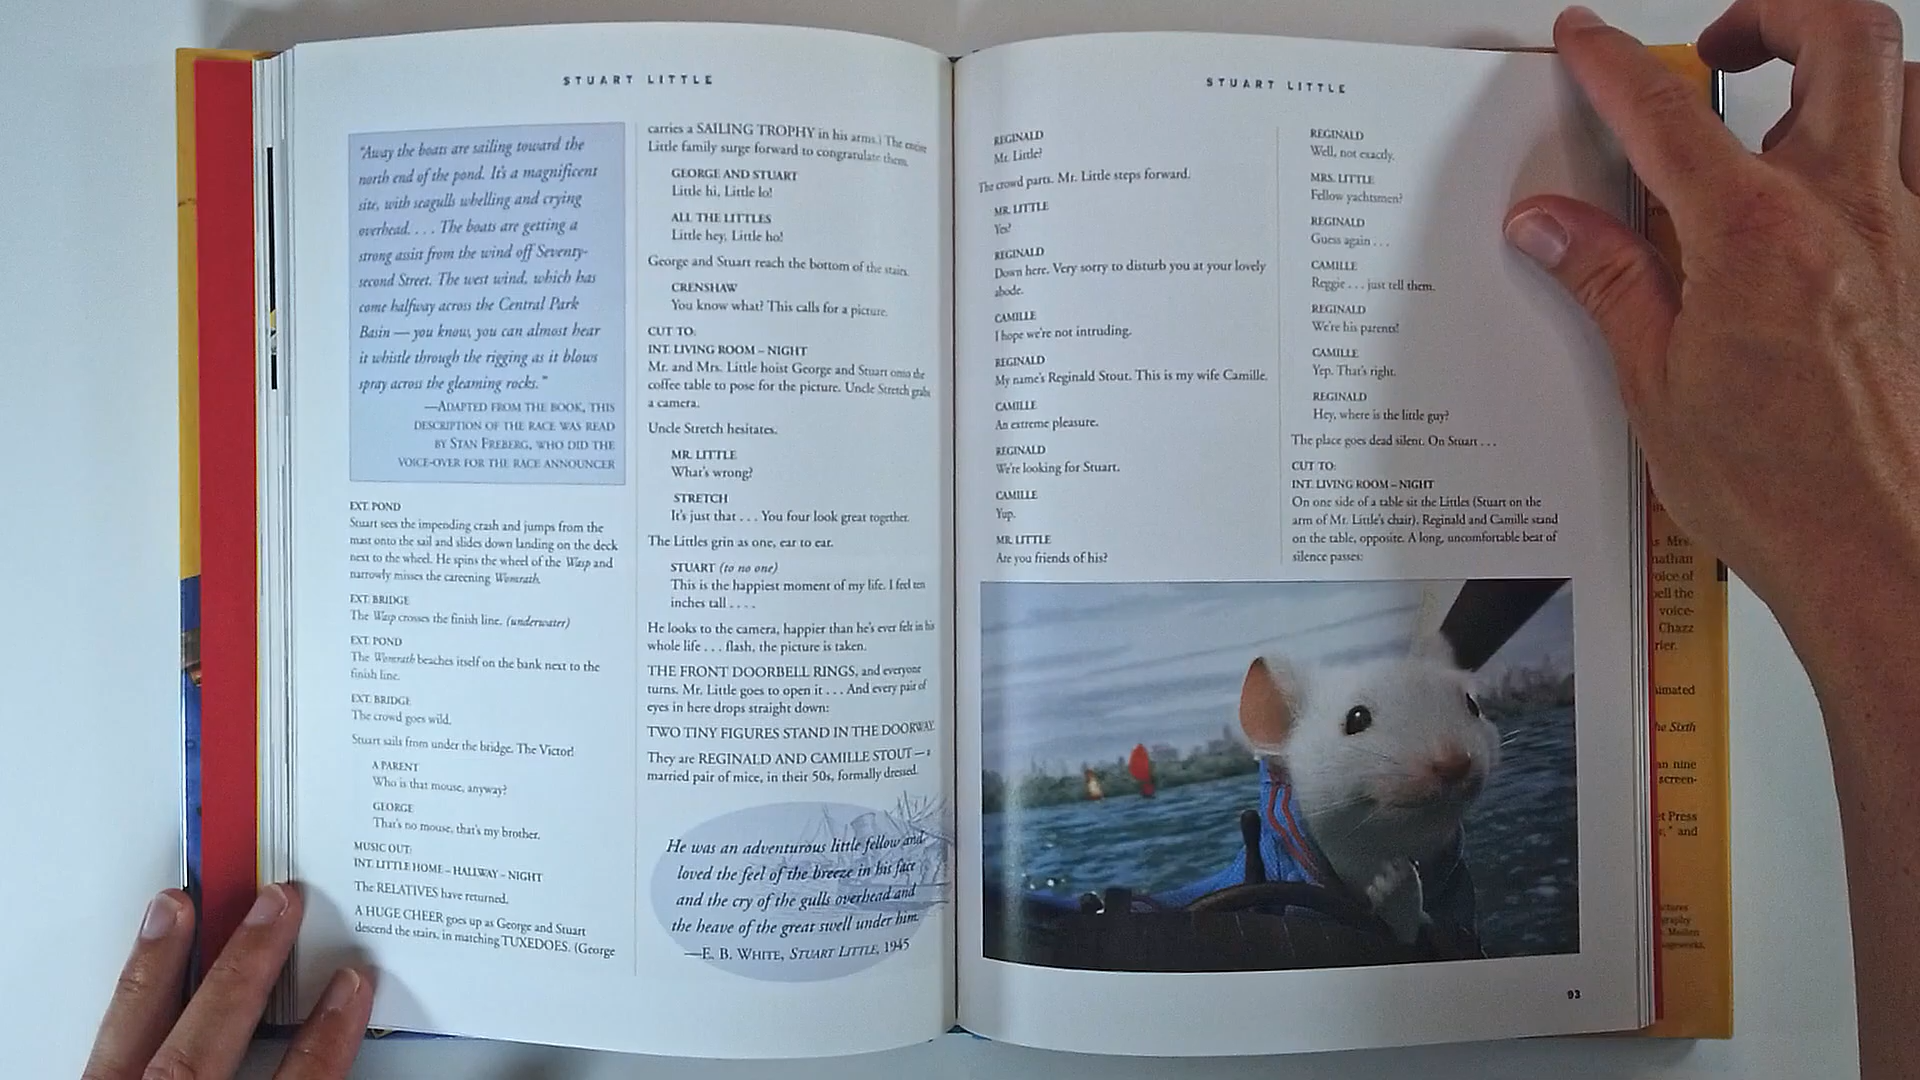 STUART LITTLE
"Away the boats are sailing toward the
north end of the pond. It's a magnificent
site, with seagulls whelling and crying
overhead. . . . The boats are getting a
strong assist from the wind off Seventy-
second Street. The west wind, which has
come halfway across the Central Park
Basin — you know, you can almost hear
it whistle through the rigging as it blows
spray across the gleaming rocks."
—ADAPTED FROM THE BOOK, THIS
DESCRIPTION OF THE RACE WAS READ
BY STAN FREBERG, WHO DID THE
VOICE-OVER FOR THE RACE ANNOUNCER
EXT. POND
Stuart sees the impending crash and jumps from the
mast onto the sail and slides down landing on the deck
next to the wheel. He spins the wheel of the Wasp and
narrowly misses the careening Womrath.
EXT. BRIDGE
The Wasp crosses the finish line. (underwater)
EXT. POND
The Womrath beaches itself on the bank next to the
finish line.
EXT. BRIDGE
The crowd goes wild.
Stuart sails from under the bridge. The Victor!
A PARENT
Who is that mouse, anyway?
GEORGE
That's no mouse, that's my brother.
MUSIC OUT:
INT. LITTLE HOME – HALLWAY – NIGHT
The RELATIVES have returned.
A HUGE CHEER goes up as George and Stuart
descend the stairs, in matching TUXEDOES. (George
carries a SAILING TROPHY in his arms.) The entire
Little family surge forward to congratulate them.
GEORGE AND STUART
Little hi, Little lo!
ALL THE LITTLES
Little hey, Little ho!
George and Stuart reach the bottom of the stairs.
CRENSHAW
You know what? This calls for a picture.
CUT TO:
INT. LIVING ROOM – NIGHT
Mr. and Mrs. Little hoist George and Stuart onto the
coffee table to pose for the picture. Uncle Stretch grabs
a camera.
Uncle Stretch hesitates.
MR. LITTLE
What's wrong?
STRETCH
It's just that . . . You four look great together.
The Littles grin as one, ear to ear.
STUART (to no one)
This is the happiest moment of my life. I feel ten
inches tall . . . .
He looks to the camera, happier than he's ever felt in his
whole life . . . flash, the picture is taken.
THE FRONT DOORBELL RINGS, and everyone
turns. Mr. Little goes to open it . . . And every pair of
eyes in here drops straight down:
TWO TINY FIGURES STAND IN THE DOORWAY.
They are REGINALD AND CAMILLE STOUT – a
married pair of mice, in their 50s, formally dressed.
He was an adventurous little fellow and
loved the feel of the breeze in his face
and the cry of the gulls overhead and
the heave of the great swell under him.
—E. B. WHITE, STUART LITTLE, 1945
STUART LITTLE
REGINALD
Mr. Little?
The crowd parts. Mr. Little steps forward.
MR. LITTLE
Yes?
REGINALD
Down here. Very sorry to disturb you at your lovely
abode.
CAMILLE
I hope we're not intruding.
REGINALD
My name's Reginald Stout. This is my wife Camille.
CAMILLE
An extreme pleasure.
REGINALD
We're looking for Stuart.
CAMILLE
Yup.
MR. LITTLE
Are you friends of his?
REGINALD
Well, not exactly.
MRS. LITTLE
Fellow yachtsmen?
REGINALD
Guess again . . .
CAMILLE
Reggie . . . just tell them.
REGINALD
We're his parents!
CAMILLE
Yep. That's right.
REGINALD
Hey, where is the little guy?
The place goes dead silent. On Stuart . . .
CUT TO:
INT. LIVING ROOM – NIGHT
On one side of a table sit the Littles (Stuart on the
arm of Mr. Little's chair). Reginald and Camille stand
on the table, opposite. A long, uncomfortable beat of
silence passes:
93
s Mrs.
nathan
voice of
voice-
Chazz
rier.
he Sixth
an nine
screen-
et Press
and